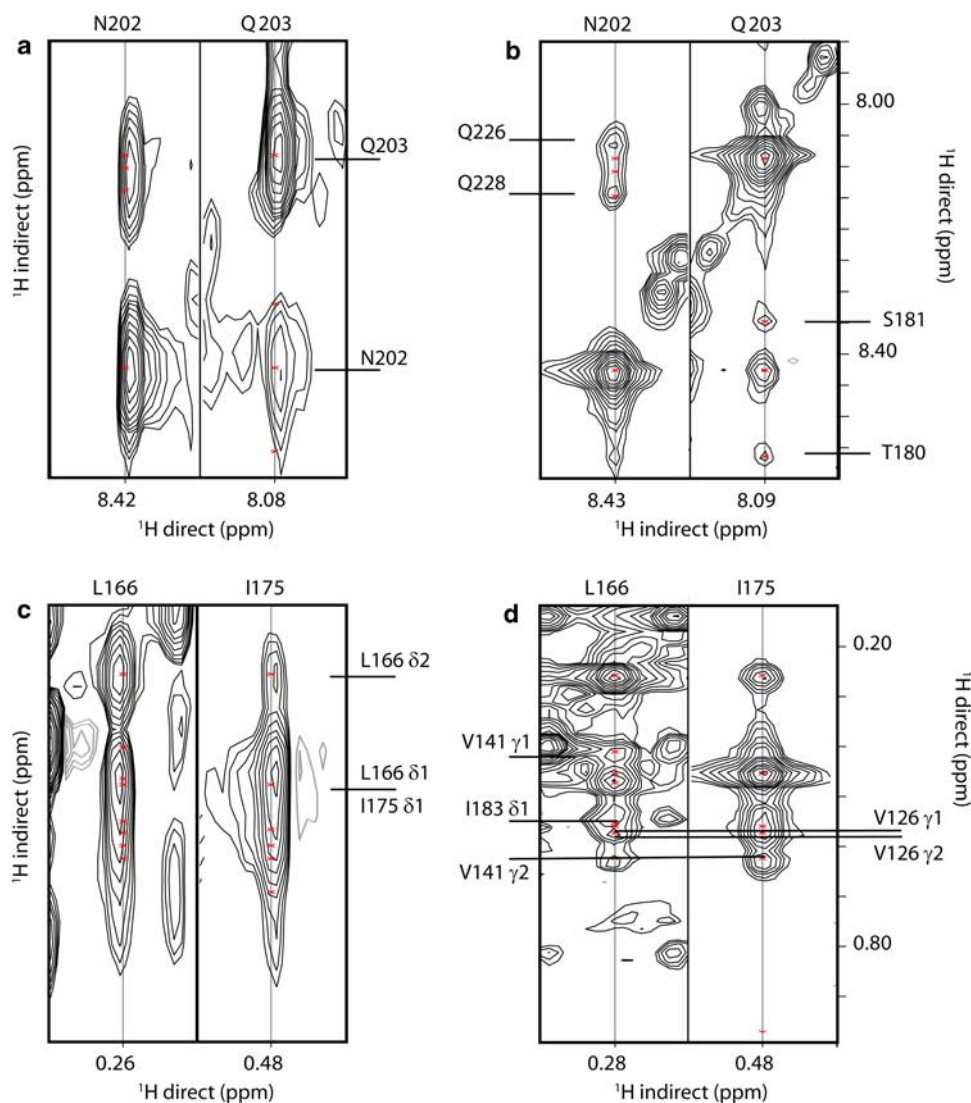 a
N202
Q203
Q203
N202
¹H indirect (ppm)
8.42
8.08
¹H direct (ppm)
b
N202
Q203
Q226
Q228
8.00
S181
8.40
T180
¹H direct (ppm)
8.43
8.09
¹H indirect (ppm)
c
L166
I175
L166 δ2
L166 δ1
I175 δ1
¹H indirect (ppm)
0.26
0.48
¹H direct (ppm)
d
L166
I175
0.20
V141 γ1
I183 δ1
V126 γ1
V126 γ2
V141 γ2
0.80
¹H direct (ppm)
0.28
0.48
¹H indirect (ppm)